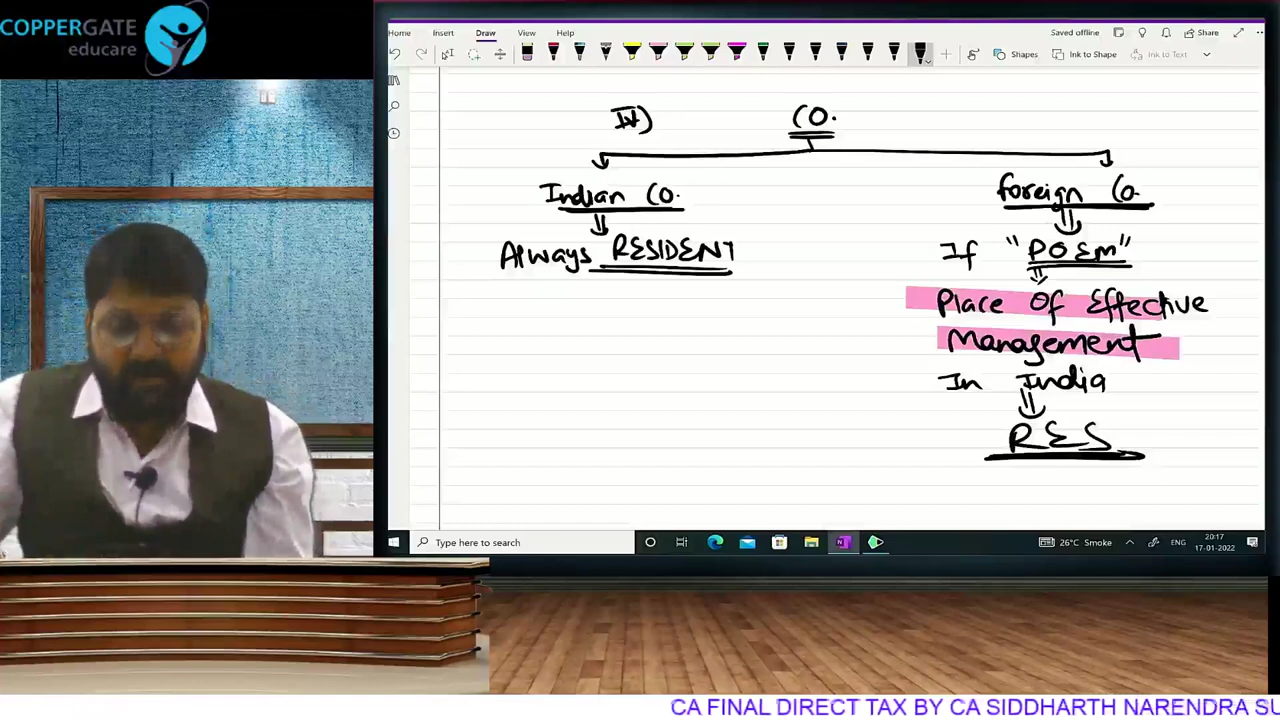 COPPERGATE
educare
Home Insert Draw View Help
Saved offline
Share
Shapes
Ink to Shape
Ink to Text
IV)
CO.
Indian Co.
Foreign Co.
Always RESIDENT
If "POEM"
Place Of Effective
Management
In India
RES
Type here to search
26°C Smoke
ENG
20:17
17-01-2022
CA FINAL DIRECT TAX BY CA SIDDHARTH NARENDRA SU